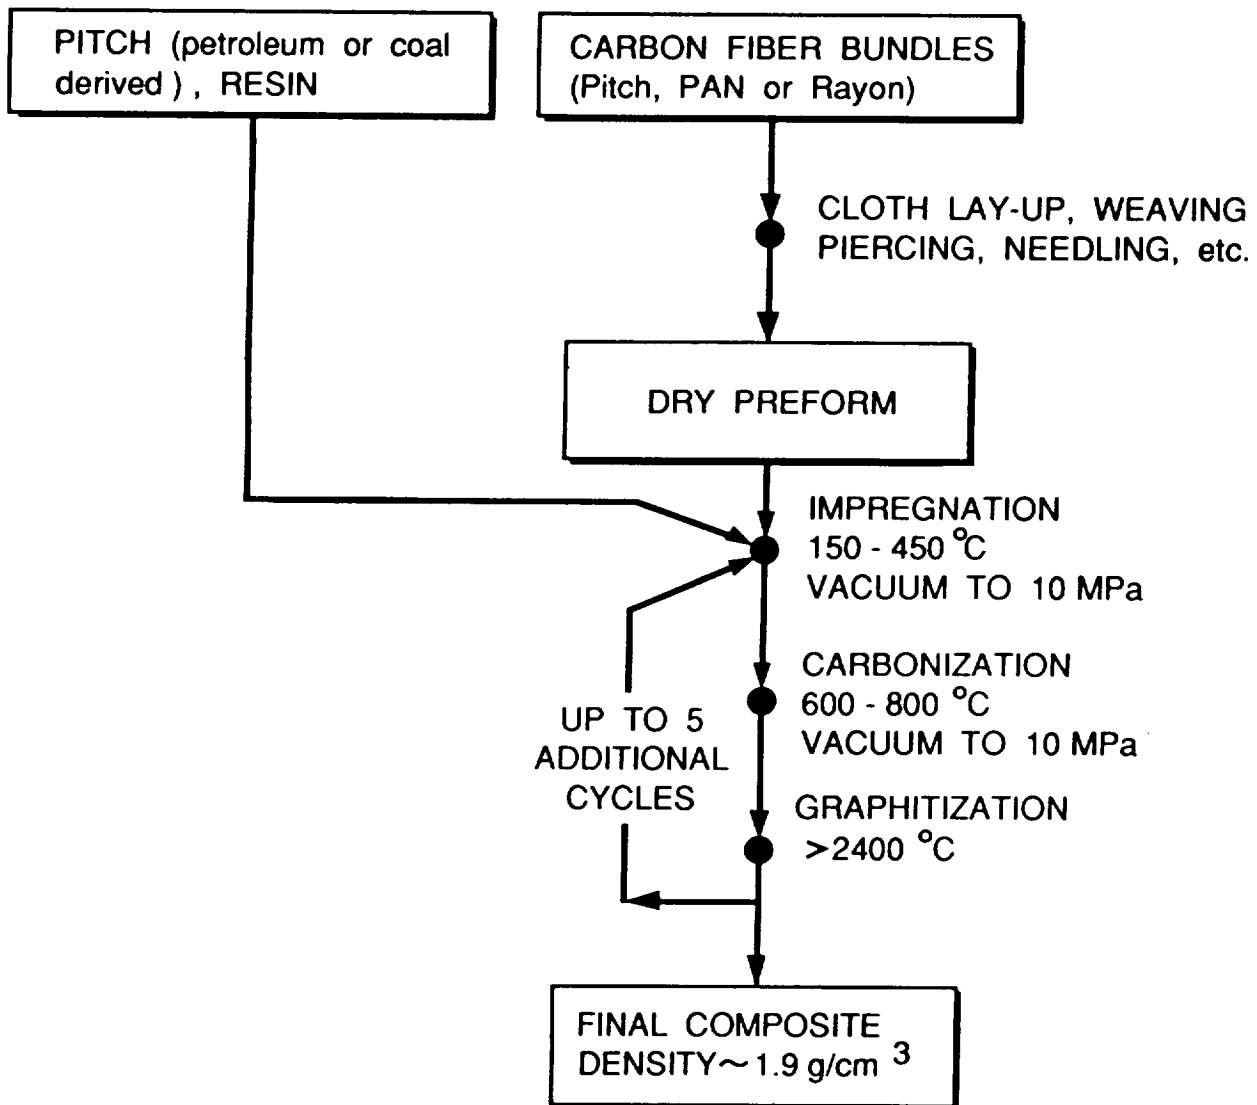 PITCH (petroleum or coal
derived ) , RESIN
CARBON FIBER BUNDLES
(Pitch, PAN or Rayon)
CLOTH LAY-UP, WEAVING
PIERCING, NEEDLING, etc.
DRY PREFORM
IMPREGNATION
150 - 450 °C
VACUUM TO 10 MPa
CARBONIZATION
600 - 800 °C
VACUUM TO 10 MPa
UP TO 5
ADDITIONAL
CYCLES
GRAPHITIZATION
>2400 °C
FINAL COMPOSITE
DENSITY~1.9 g/cm 3